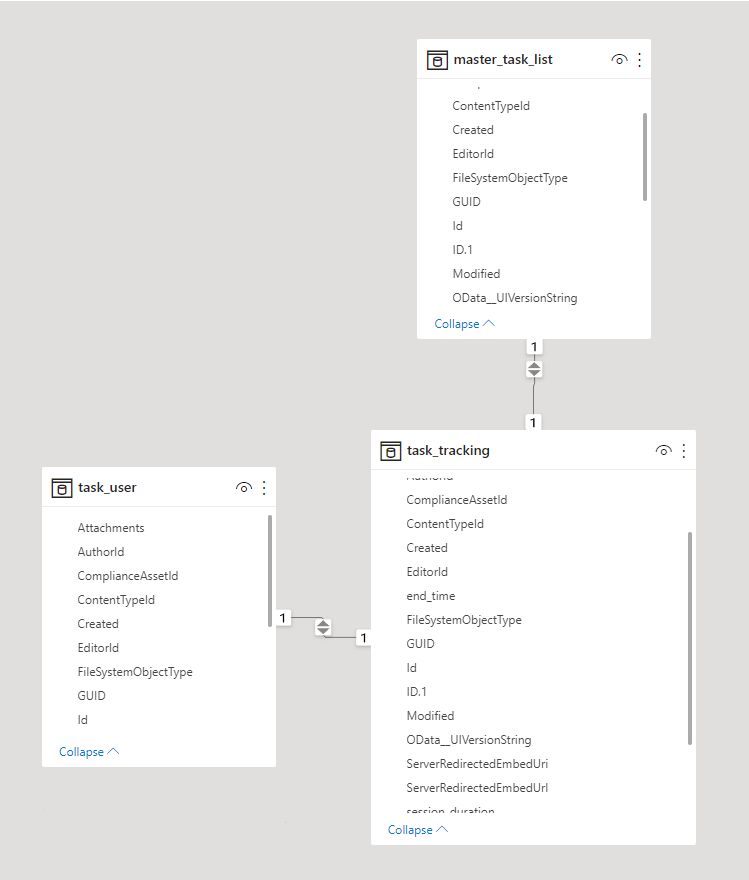 master_task_list
ContentTypeId
Created
EditorId
FileSystemObjectType
GUID
Id
ID.1
Modified
OData__UIVersionString
Collapse
1
1
task_tracking
AuthorId
ComplianceAssetId
ContentTypeId
Created
EditorId
end_time
FileSystemObjectType
GUID
Id
ID.1
Modified
OData__UIVersionString
ServerRedirectedEmbedUri
ServerRedirectedEmbedUrl
session_duration
Collapse
task_user
Attachments
AuthorId
ComplianceAssetId
ContentTypeId
Created
EditorId
FileSystemObjectType
GUID
Id
Collapse
1
1